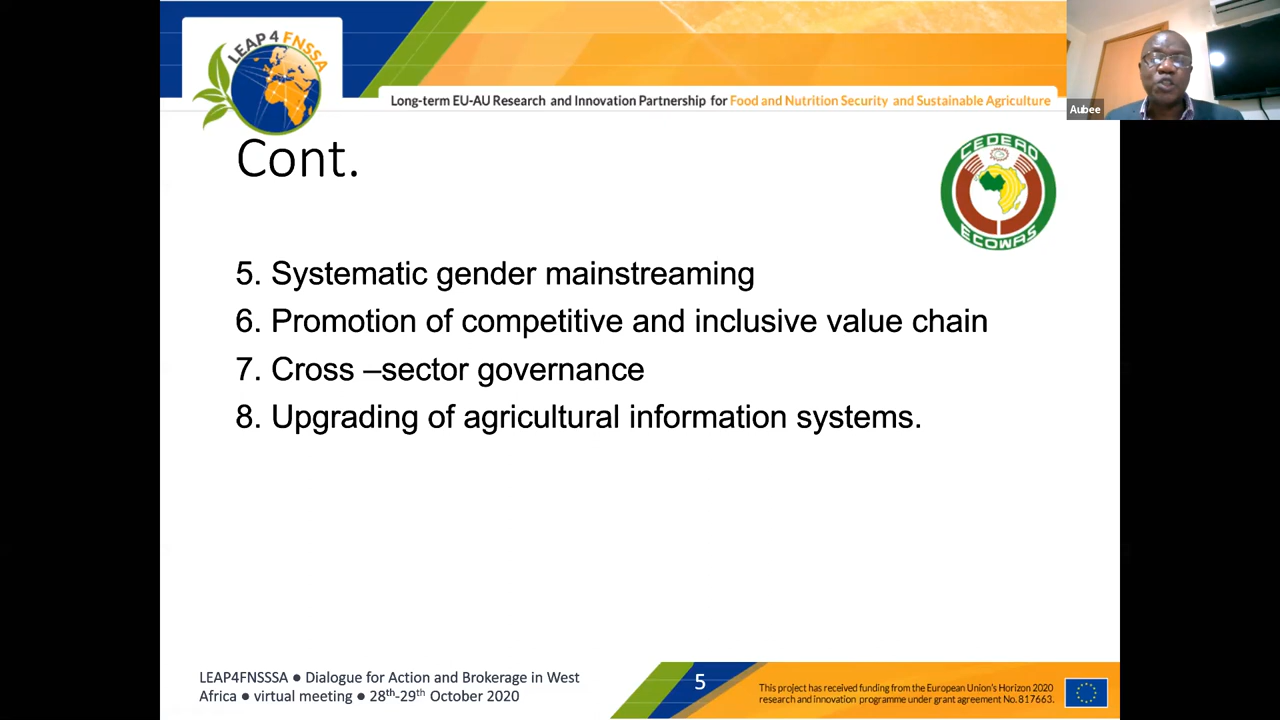 LEAP4 FNSSA
Long-term EU-AU Research and Innovation Partnership for Food and Nutrition Security and Sustainable Agriculture
Aubee
Cont.
CEDEAO
ECOWAS
5. Systematic gender mainstreaming
6. Promotion of competitive and inclusive value chain
7. Cross –sector governance
8. Upgrading of agricultural information systems.
LEAP4FNSSSA ● Dialogue for Action and Brokerage in West
Africa ● virtual meeting ● 28th-29th October 2020
5
This project has received funding from the European Union's Horizon 2020
research and innovation programme under grant agreement No.817663.